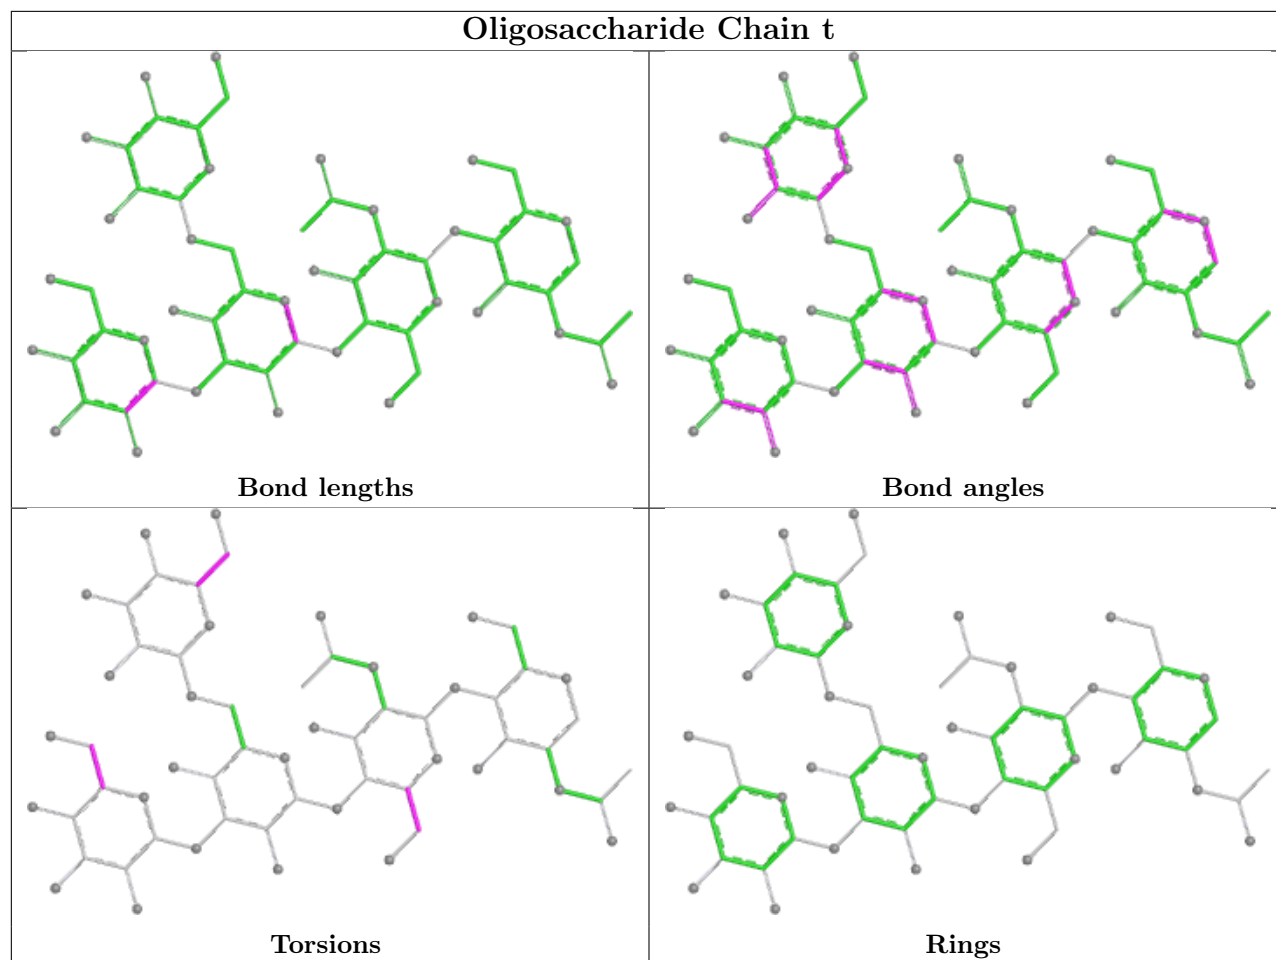 Oligosaccharide Chain t
Bond lengths
Bond angles
Torsions
Rings